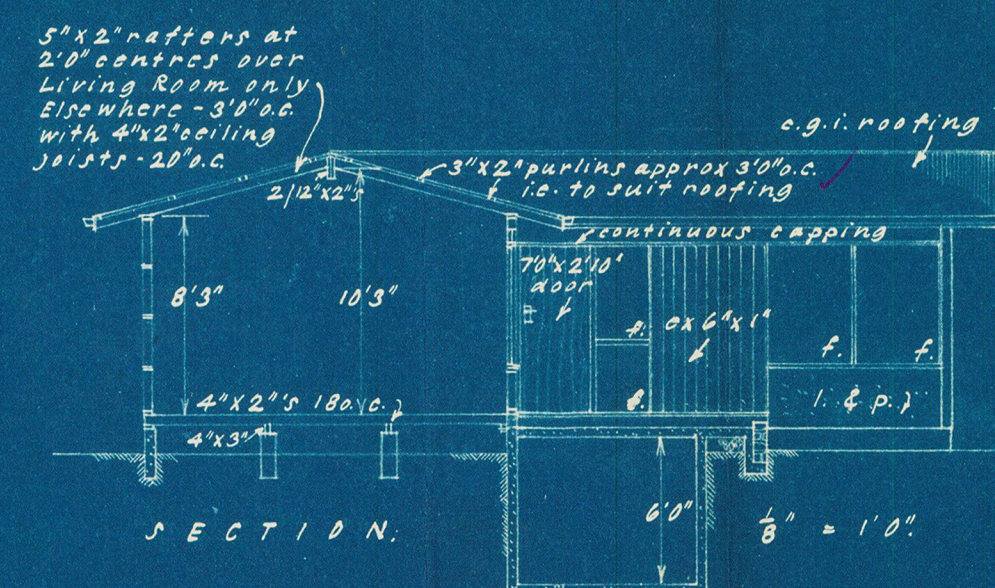 5"x2" rafters at
2'0" centres over
Living Room only
Elsewhere - 3'0" o.c.
with 4"x2" ceiling
joists - 20" o.c.
c.g.i. roofing
3"x2" purlins approx 3'0" o.c.
i.e. to suit roofing
2/12"x2"'s
continuous capping
7'0"x2'10"
door
8'3"
10'3"
ex 6"x1"
f.
f.
f.
f.
l. & p.
4"x2"'s 18 o.c.
4"x3"
6'0"
SECTION:
1/8" = 1'0".